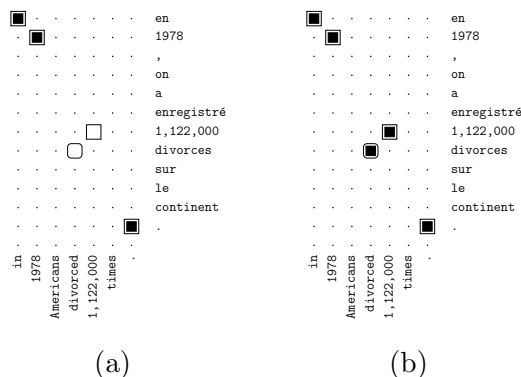 en
1978
,
on
a
enregistré
1,122,000
divorces
sur
le
continent
.
in
1978
Americans
divorced
1,122,000
times
.
(a)
en
1978
,
on
a
enregistré
1,122,000
divorces
sur
le
continent
.
in
1978
Americans
divorced
1,122,000
times
.
(b)